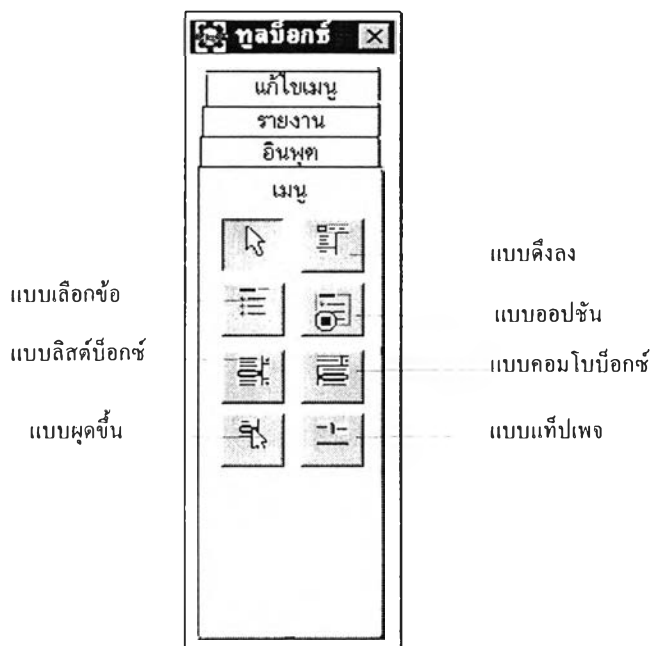 ทูลบ็อกซ์
แก้ไขเมนู
รายงาน
อินพุต
เมนู
แบบดึงลง
แบบเลือกข้อ
แบบออปชัน
แบบลิสต์บ็อกซ์
แบบคอมโบบ็อกซ์
แบบผุดขึ้น
แบบแท็ปเพจ